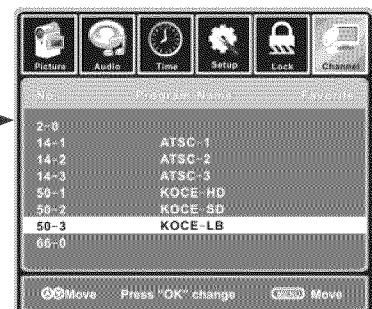 Picture Audio Time Setup Lock Channel
No. Program Name Favorite
2-0
14-1 ATSC-1
14-2 ATSC-2
14-3 ATSC-3
50-1 KOCE-HD
50-2 KOCE-SD
50-3 KOCE-LB
66-0
Move Press "OK" change MENU Move